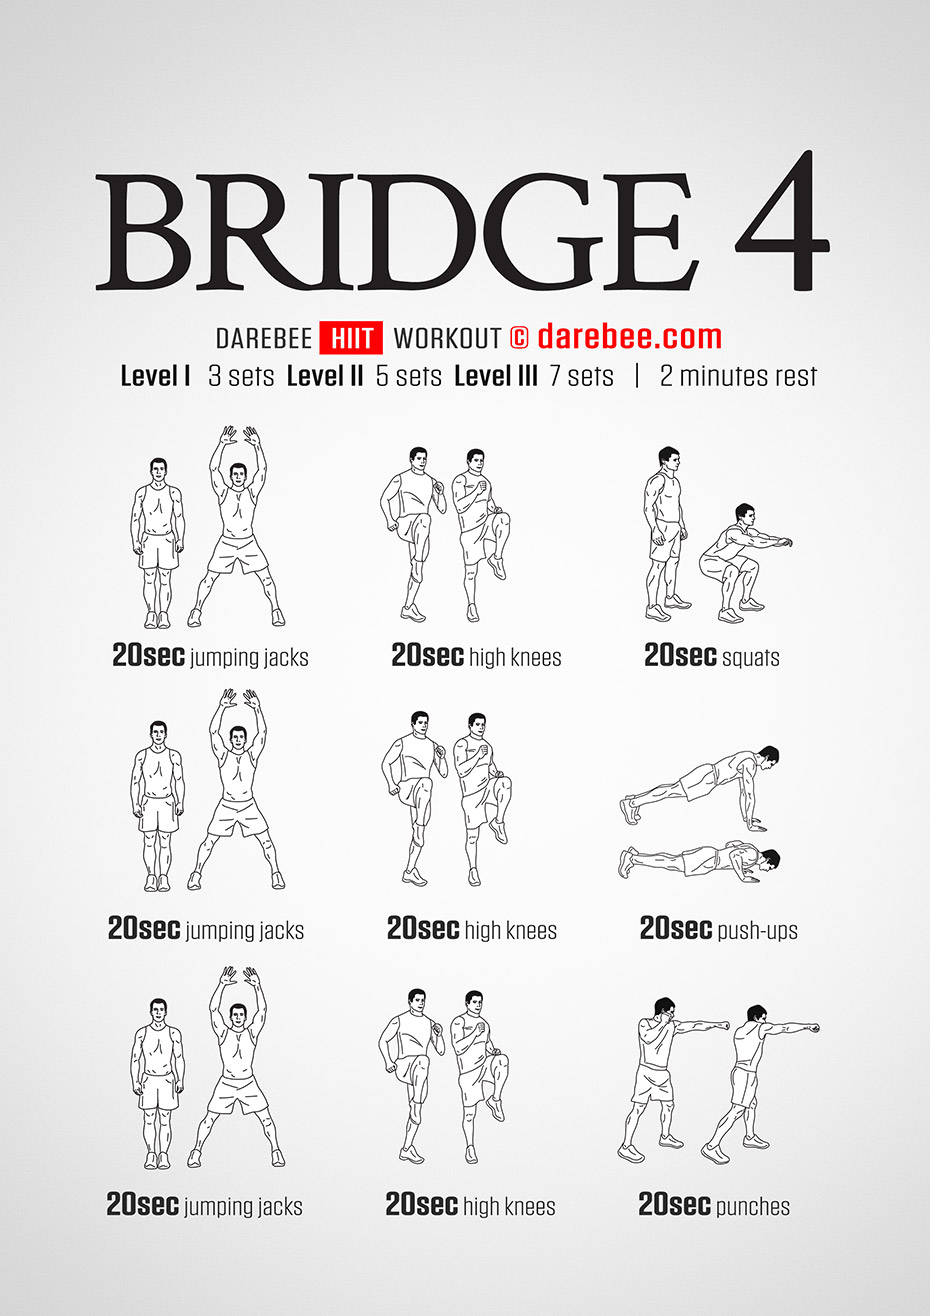 BRIDGE 4
DAREBEE HIIT WORKOUT © darebee.com
Level I 3 sets Level II 5 sets Level III 7 sets | 2 minutes rest
20sec jumping jacks
20sec high knees
20sec squats
20sec jumping jacks
20sec high knees
20sec push-ups
20sec jumping jacks
20sec high knees
20sec punches